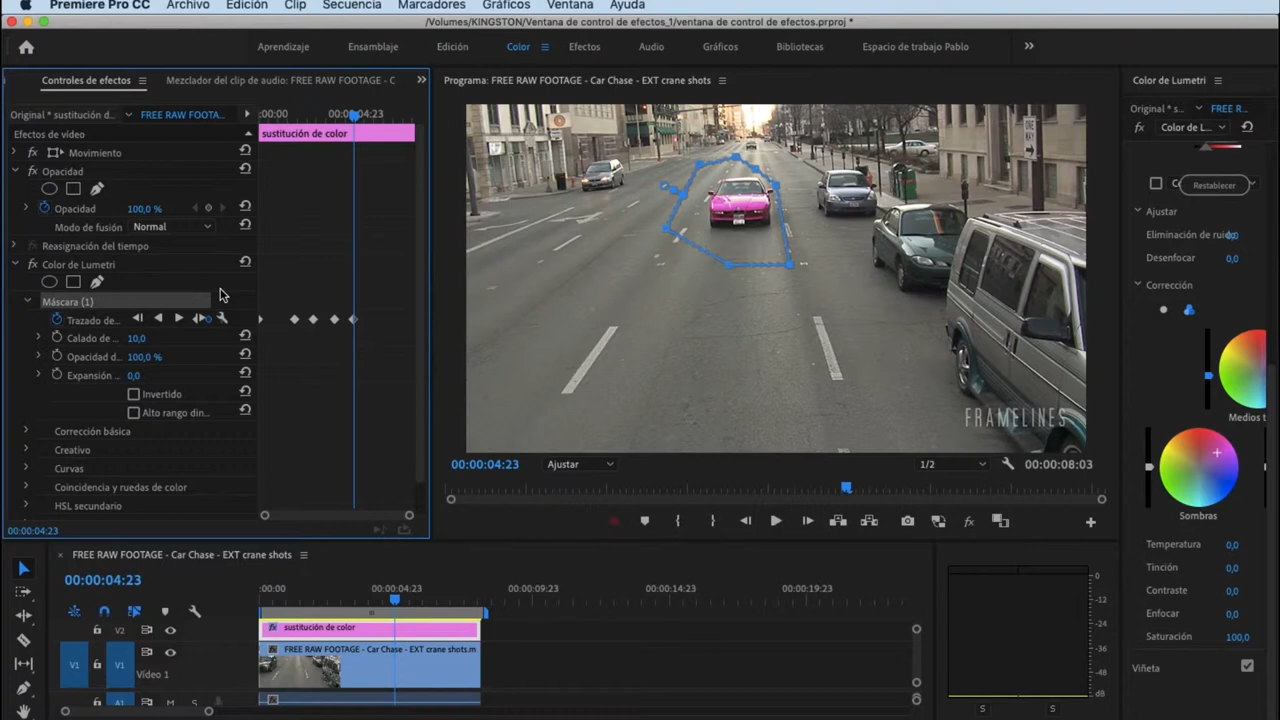 Premiere Pro CC Archivo Edición Clip Secuencia Marcadores Gráficos Ventana Ayuda
/Volumes/KINGSTON/Ventana de control de efectos_1/ventana de control de efectos.prproj *
Aprendizaje Ensamblaje Edición Color Efectos Audio Gráficos Bibliotecas Espacio de trabajo Pablo
Controles de efectos Mezclador del clip de audio: FREE RAW FOOTAGE - C
Original * sustitución d... FREE RAW FOOTA... :00:00 00:00:04:23
Efectos de vídeo
sustitución de color
fx Movimiento
fx Opacidad
Opacidad 100,0 %
Modo de fusión Normal
fx Reasignación del tiempo
fx Color de Lumetri
Máscara (1)
Trazado de...
Calado de ... 10,0
Opacidad d... 100,0 %
Expansión ... 0,0
Invertido
Alto rango din...
Corrección básica
Creativo
Curvas
Coincidencia y ruedas de color
HSL secundario
00:00:04:23
Programa: FREE RAW FOOTAGE - Car Chase - EXT crane shots
ONE WAY
FRAMELINES
00:00:04:23 Ajustar 1/2 00:00:08:03
Color de Lumetri
Original * s... FREE R...
fx Color de L...
Restablecer
Ajustar
Eliminación de ruido 0,0
Desenfocar 0,0
Corrección
Medios t
Sombras
Temperatura 0,0
Tinción 0,0
Contraste 0,0
Enfocar 0,0
Saturación 100,0
Viñeta
FREE RAW FOOTAGE - Car Chase - EXT crane shots
00:00:04:23
:00:00 00:00:04:23 00:00:09:23 00:00:14:23 00:00:19:23
V2 fx sustitución de color
V1 V1 Vídeo 1 FREE RAW FOOTAGE - Car Chase - EXT crane shots.m
A1 M S
0
-12
-24
-36
-48
dB
S S